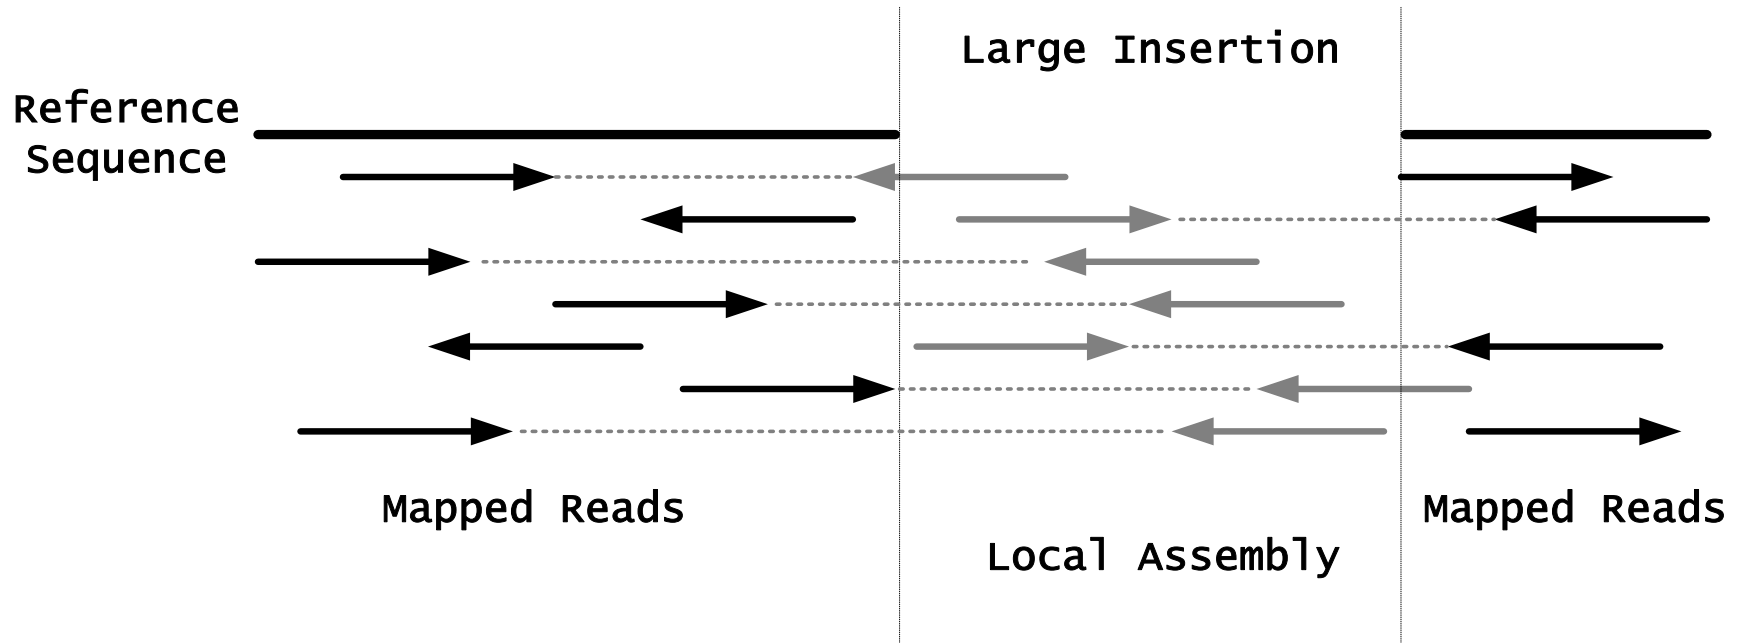 Large Insertion
Reference
Sequence
Mapped Reads
Mapped Reads
Local Assembly